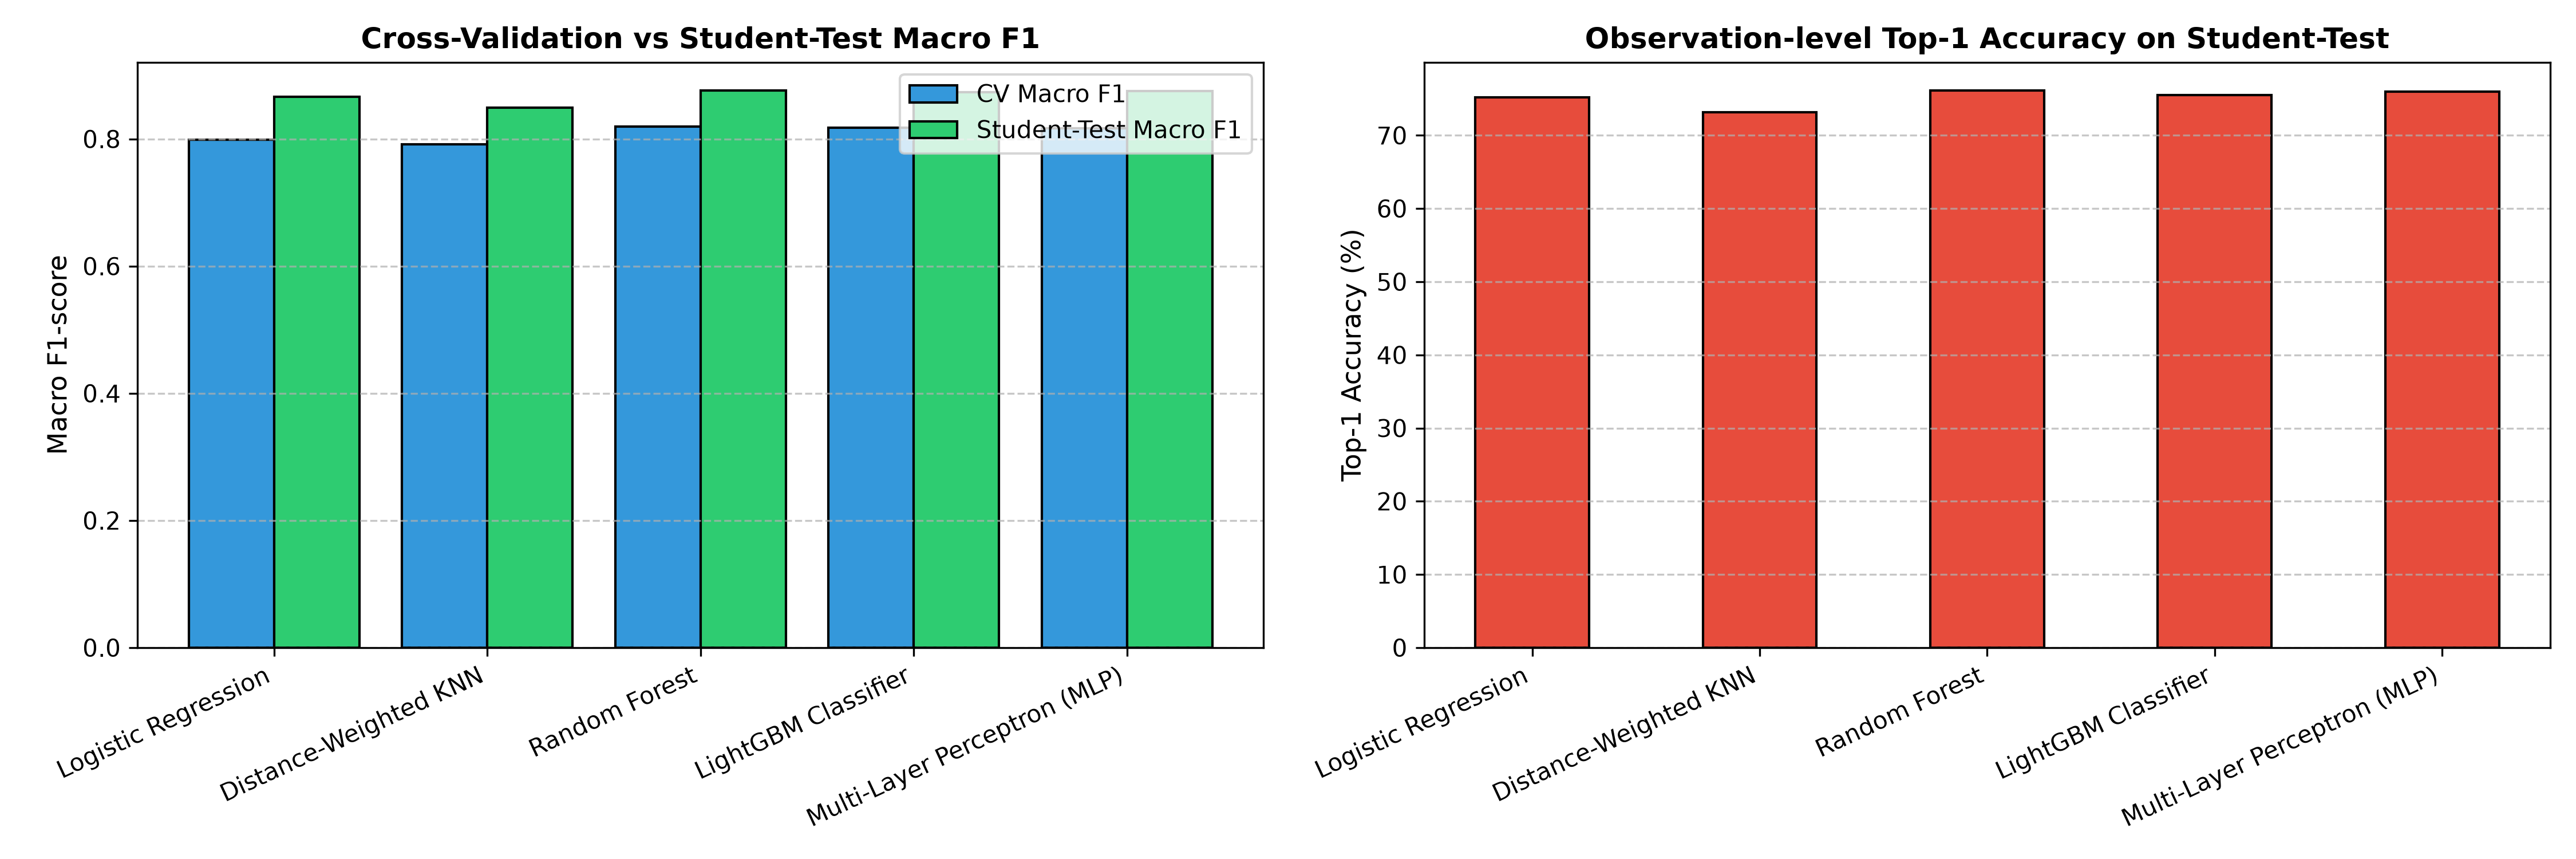 Cross-Validation vs Student-Test Macro F1
CV Macro F1
Student-Test Macro F1
Macro F1-score
0.8
0.6
0.4
0.2
0.0
Logistic Regression
Distance-Weighted KNN
Random Forest
LightGBM Classifier
Multi-Layer Perceptron (MLP)
Observation-level Top-1 Accuracy on Student-Test
Top-1 Accuracy (%)
70
60
50
40
30
20
10
0
Logistic Regression
Distance-Weighted KNN
Random Forest
LightGBM Classifier
Multi-Layer Perceptron (MLP)